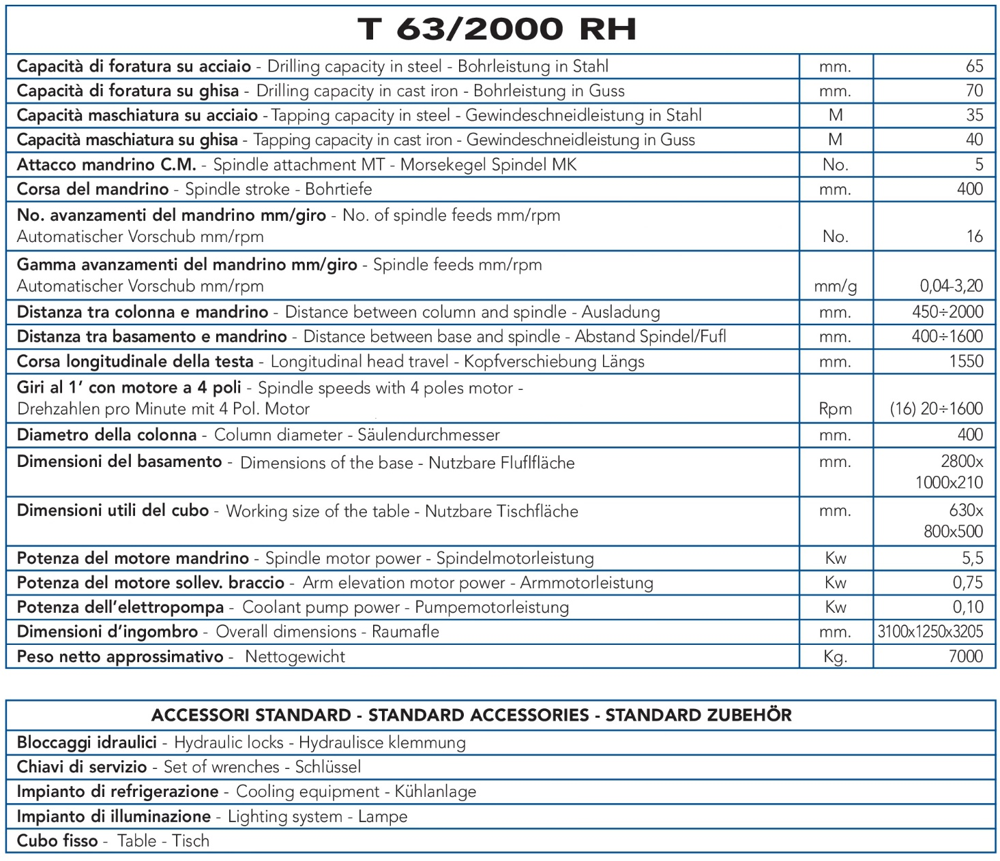 T 63/2000 RH
Capacità di foratura su acciaio - Drilling capacity in steel - Bohrleistung in Stahl mm. 65
Capacità di foratura su ghisa - Drilling capacity in cast iron - Bohrleistung in Guss mm. 70
Capacità maschiatura su acciaio - Tapping capacity in steel - Gewindeschneidleistung in Stahl M 35
Capacità maschiatura su ghisa - Tapping capacity in cast iron - Gewindeschneidleistung in Guss M 40
Attacco mandrino C.M. - Spindle attachment MT - Morsekegel Spindel MK No. 5
Corsa del mandrino - Spindle stroke - Bohrtiefe mm. 400
No. avanzamenti del mandrino mm/giro - No. of spindle feeds mm/rpm
Automatischer Vorschub mm/rpm No. 16
Gamma avanzamenti del mandrino mm/giro - Spindle feeds mm/rpm
Automatischer Vorschub mm/rpm mm/g 0,04-3,20
Distanza tra colonna e mandrino - Distance between column and spindle - Ausladung mm. 450÷2000
Distanza tra basamento e mandrino - Distance between base and spindle - Abstand Spindel/Fufl mm. 400÷1600
Corsa longitudinale della testa - Longitudinal head travel - Kopfverschiebung Längs mm. 1550
Giri al 1’ con motore a 4 poli - Spindle speeds with 4 poles motor -
Drehzahlen pro Minute mit 4 Pol. Motor Rpm (16) 20÷1600
Diametro della colonna - Column diameter - Säulendurchmesser mm. 400
Dimensioni del basamento - Dimensions of the base - Nutzbare Fluflfläche mm. 2800x
1000x210
Dimensioni utili del cubo - Working size of the table - Nutzbare Tischfläche mm. 630x
800x500
Potenza del motore mandrino - Spindle motor power - Spindelmotorleistung Kw 5,5
Potenza del motore sollev. braccio - Arm elevation motor power - Armmotorleistung Kw 0,75
Potenza dell’elettropompa - Coolant pump power - Pumpemotorleistung Kw 0,10
Dimensioni d’ingombro - Overall dimensions - Raumafle mm. 3100x1250x3205
Peso netto approssimativo - Nettogewicht Kg. 7000
ACCESSORI STANDARD - STANDARD ACCESSORIES - STANDARD ZUBEHÖR
Bloccaggi idraulici - Hydraulic locks - Hydraulisce klemmung
Chiavi di servizio - Set of wrenches - Schlüssel
Impianto di refrigerazione - Cooling equipment - Kühlanlage
Impianto di illuminazione - Lighting system - Lampe
Cubo fisso - Table - Tisch